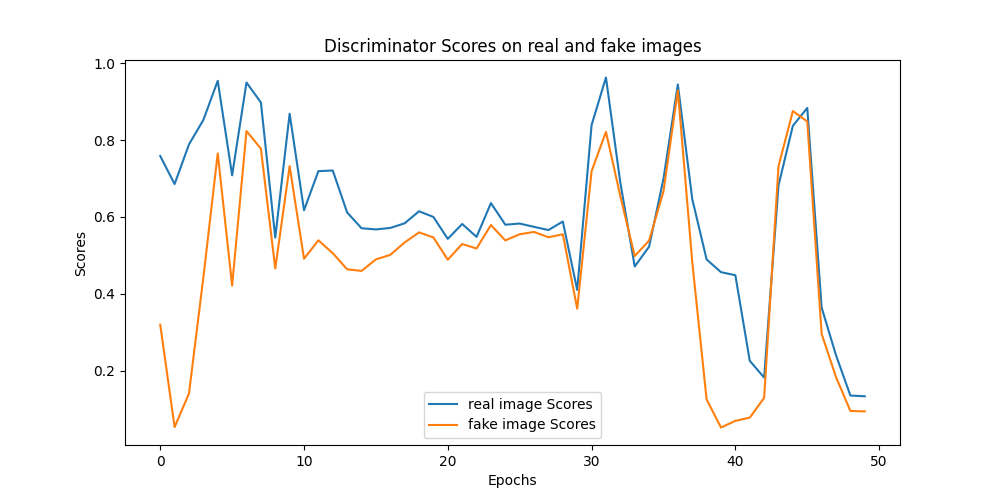 Discriminator Scores on real and fake images
1.0
0.8
0.6
0.4
0.2
Scores
real image Scores
fake image Scores
0 10 20 30 40 50
Epochs